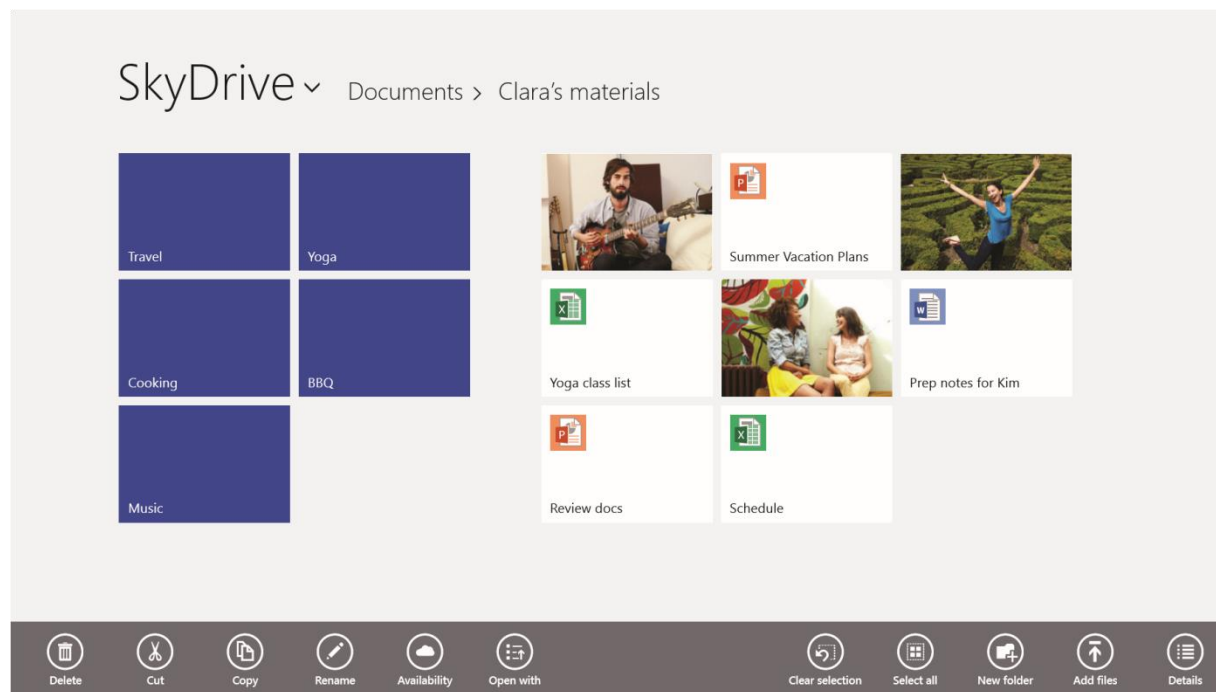 SkyDrive Documents > Clara's materials
Travel
Yoga
Cooking
BBQ
Music
P
Summer Vacation Plans
X
Yoga class list
W
Prep notes for Kim
P
Review docs
X
Schedule
Delete
Cut
Copy
Rename
Availability
Open with
Clear selection
Select all
New folder
Add files
Details